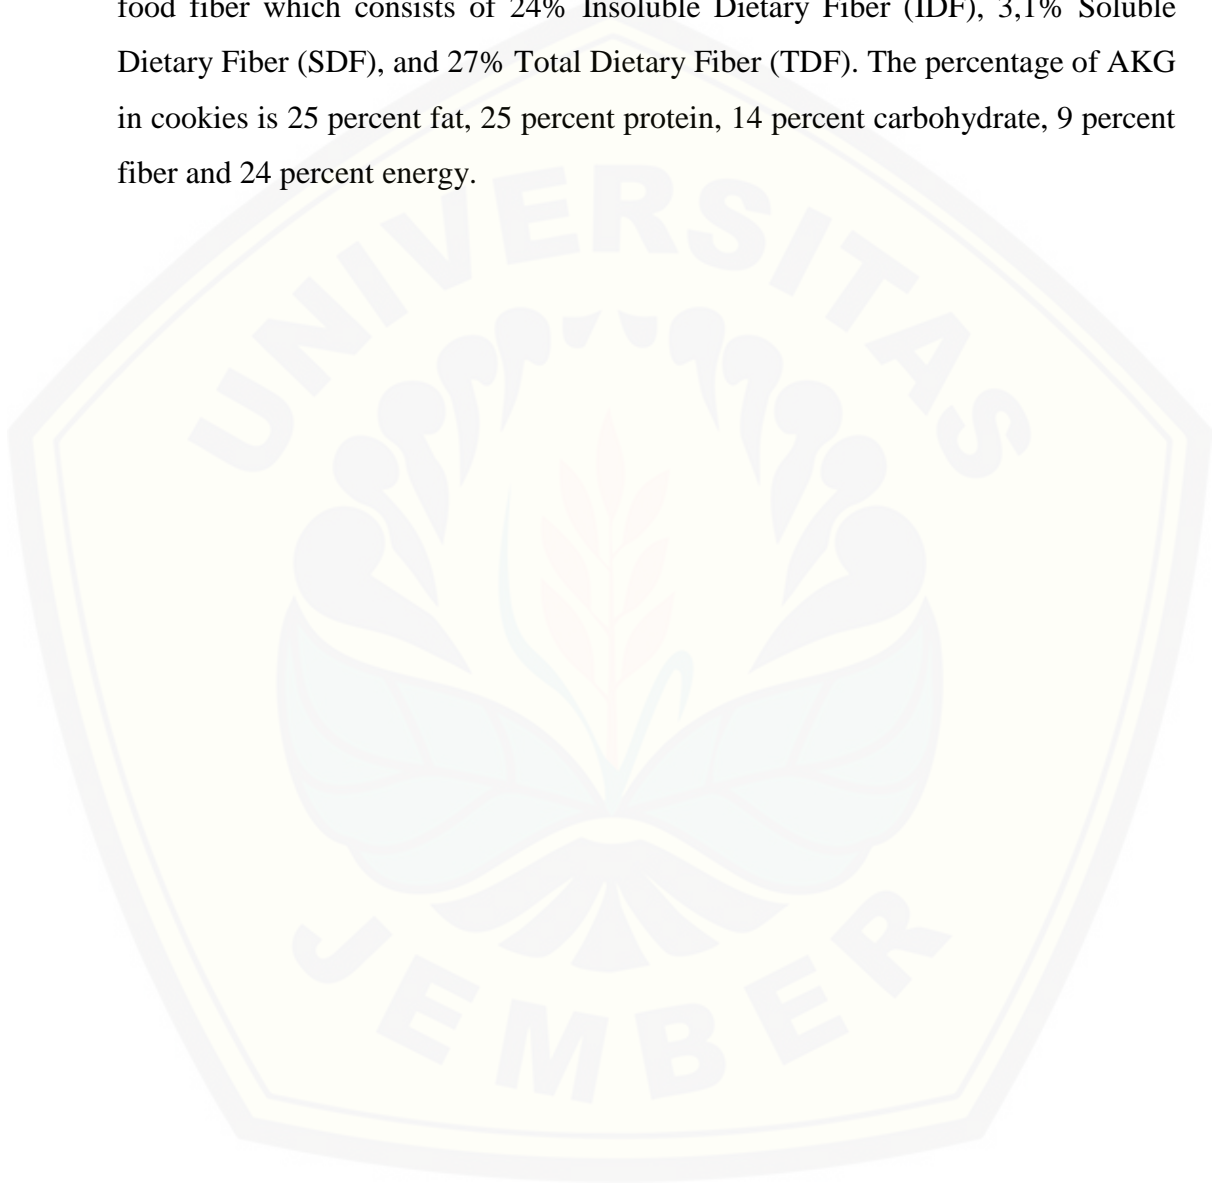 food fiber which consists of 24% Insoluble Dietary Fiber (IDF), 3,1% Soluble
Dietary Fiber (SDF), and 27% Total Dietary Fiber (TDF). The percentage of AKG
in cookies is 25 percent fat, 25 percent protein, 14 percent carbohydrate, 9 percent
fiber and 24 percent energy.
UNIVERSITAS
JEMBER